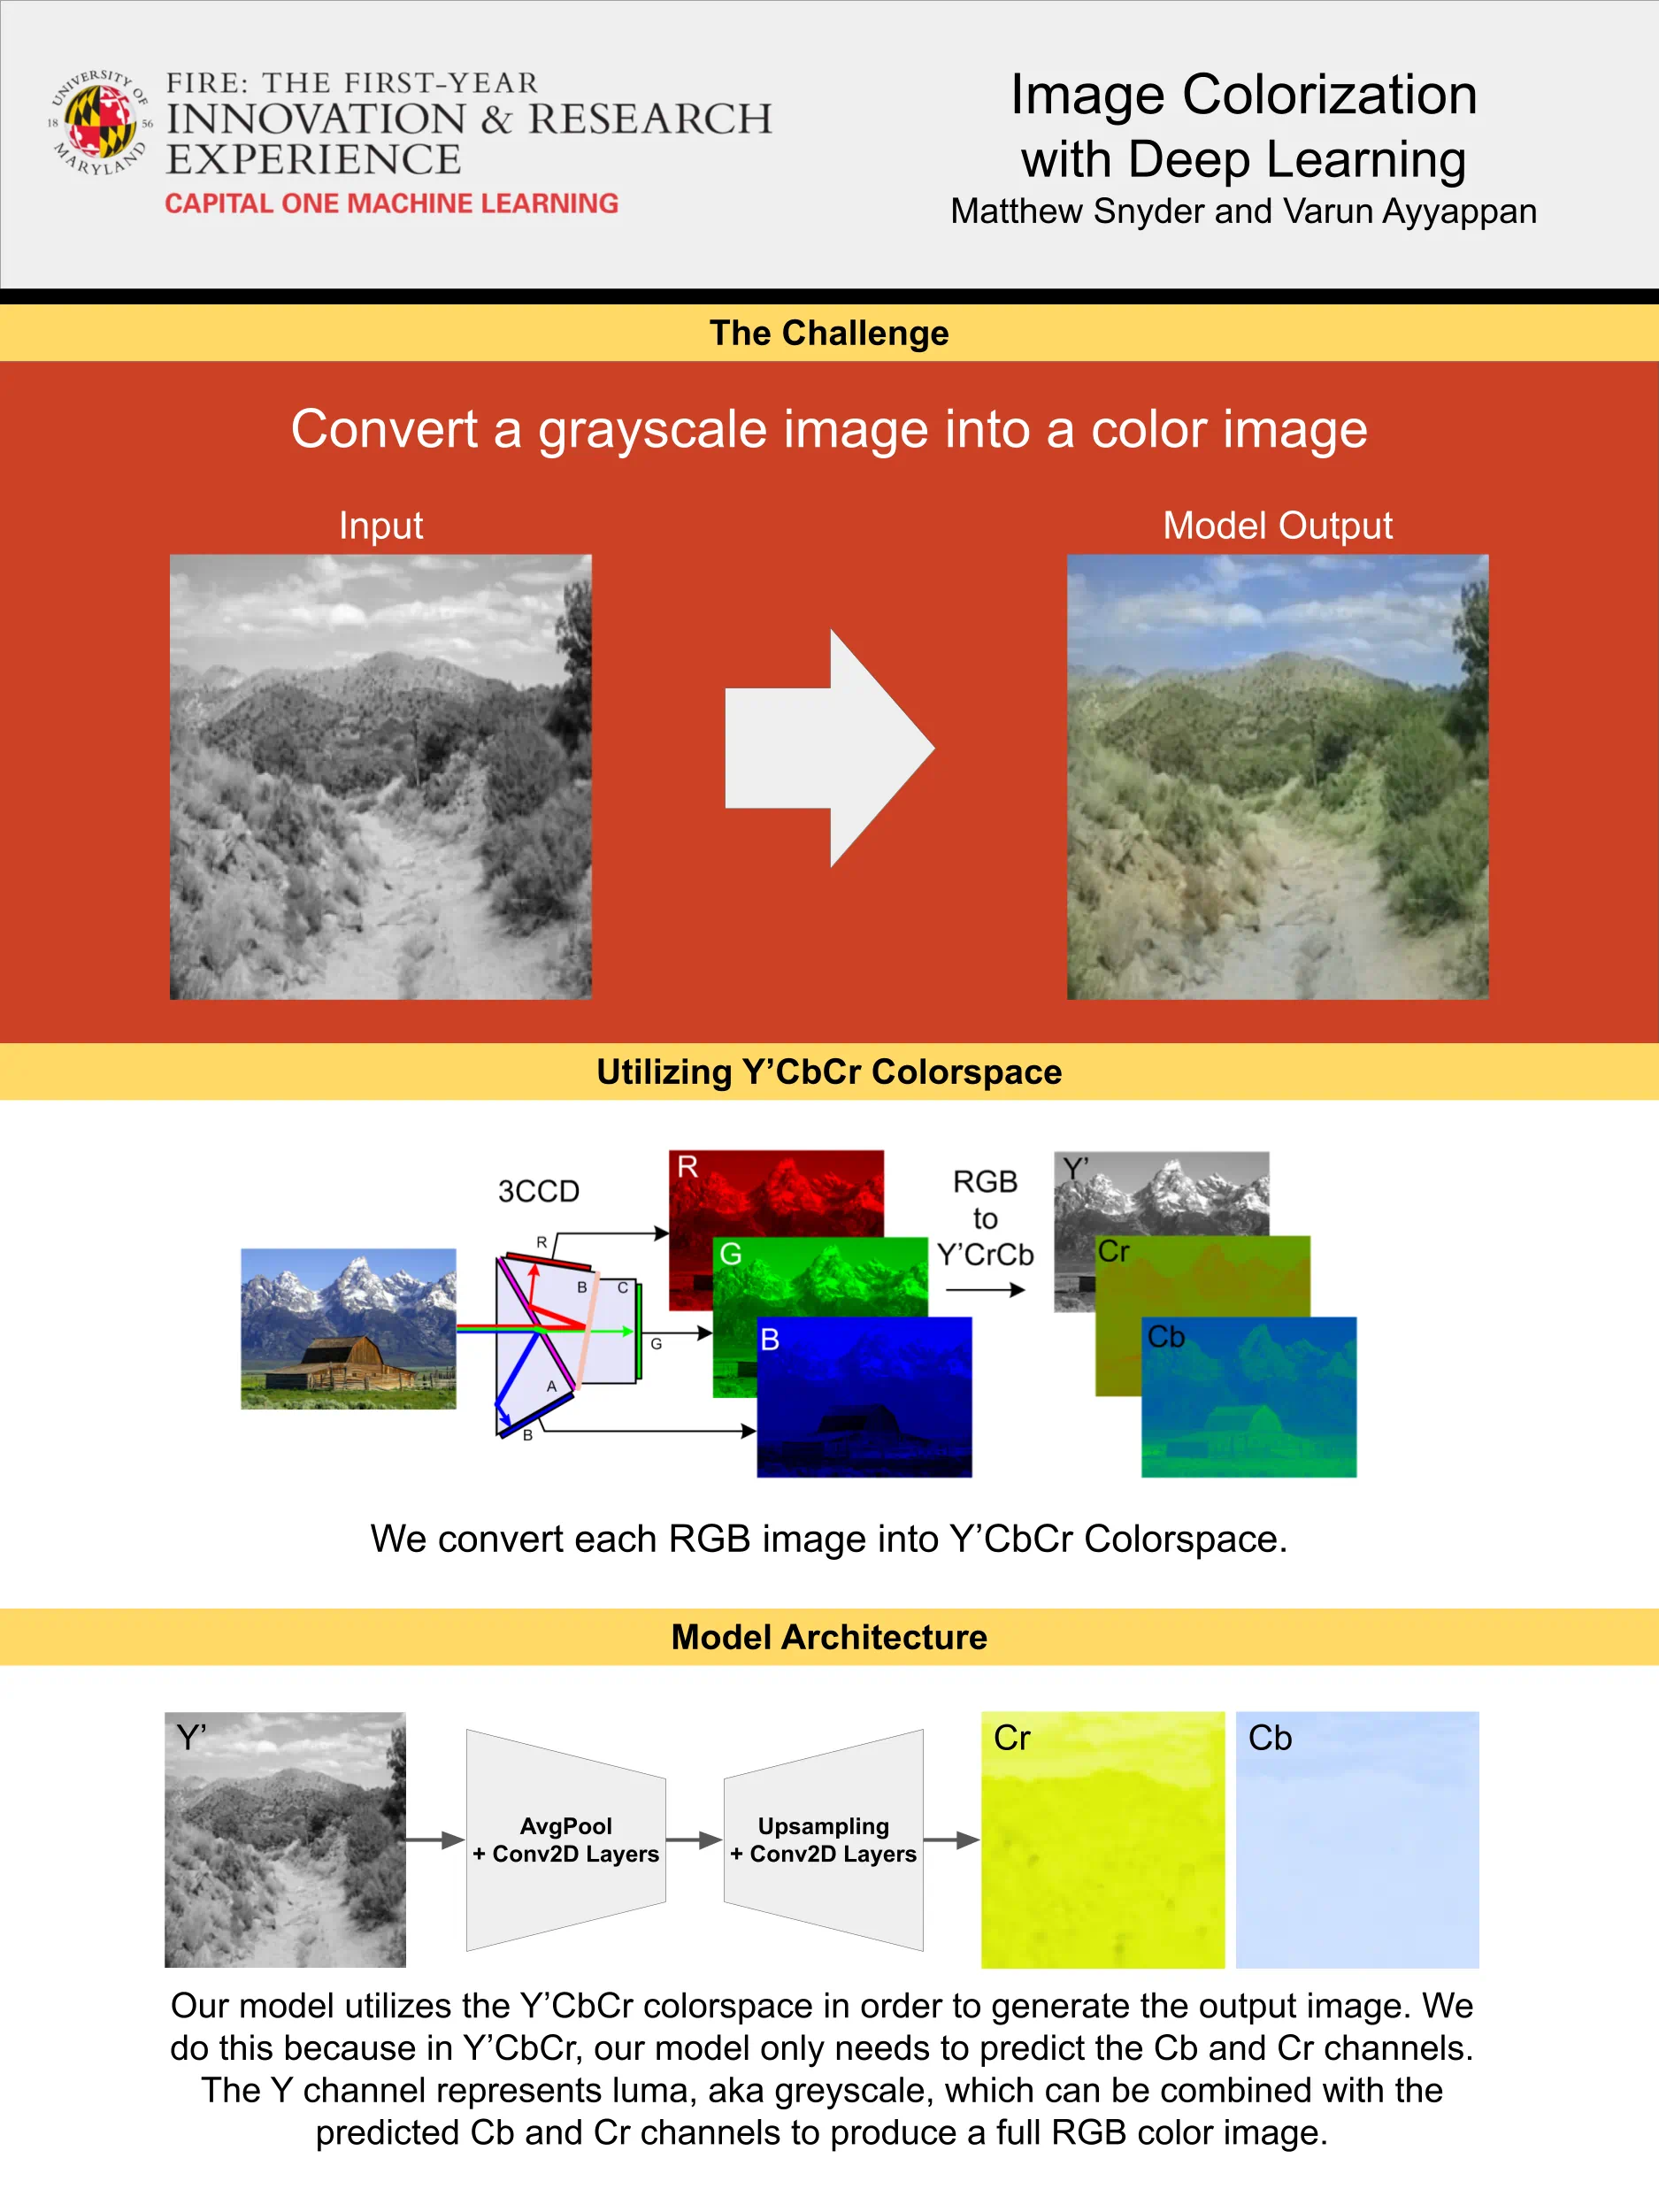 UNIVERSITY OF
18 56
MARYLAND
FIRE: THE FIRST-YEAR
INNOVATION & RESEARCH
EXPERIENCE
CAPITAL ONE MACHINE LEARNING
Image Colorization
with Deep Learning
Matthew Snyder and Varun Ayyappan
The Challenge
Convert a grayscale image into a color image
Input
Model Output
Utilizing Y’CbCr Colorspace
3CCD
R
B
C
G
A
B
R
G
B
RGB
to
Y’CrCb
Y’
Cr
Cb
We convert each RGB image into Y’CbCr Colorspace.
Model Architecture
Y’
AvgPool
+ Conv2D Layers
Upsampling
+ Conv2D Layers
Cr
Cb
Our model utilizes the Y’CbCr colorspace in order to generate the output image. We
do this because in Y’CbCr, our model only needs to predict the Cb and Cr channels.
The Y channel represents luma, aka greyscale, which can be combined with the
predicted Cb and Cr channels to produce a full RGB color image.